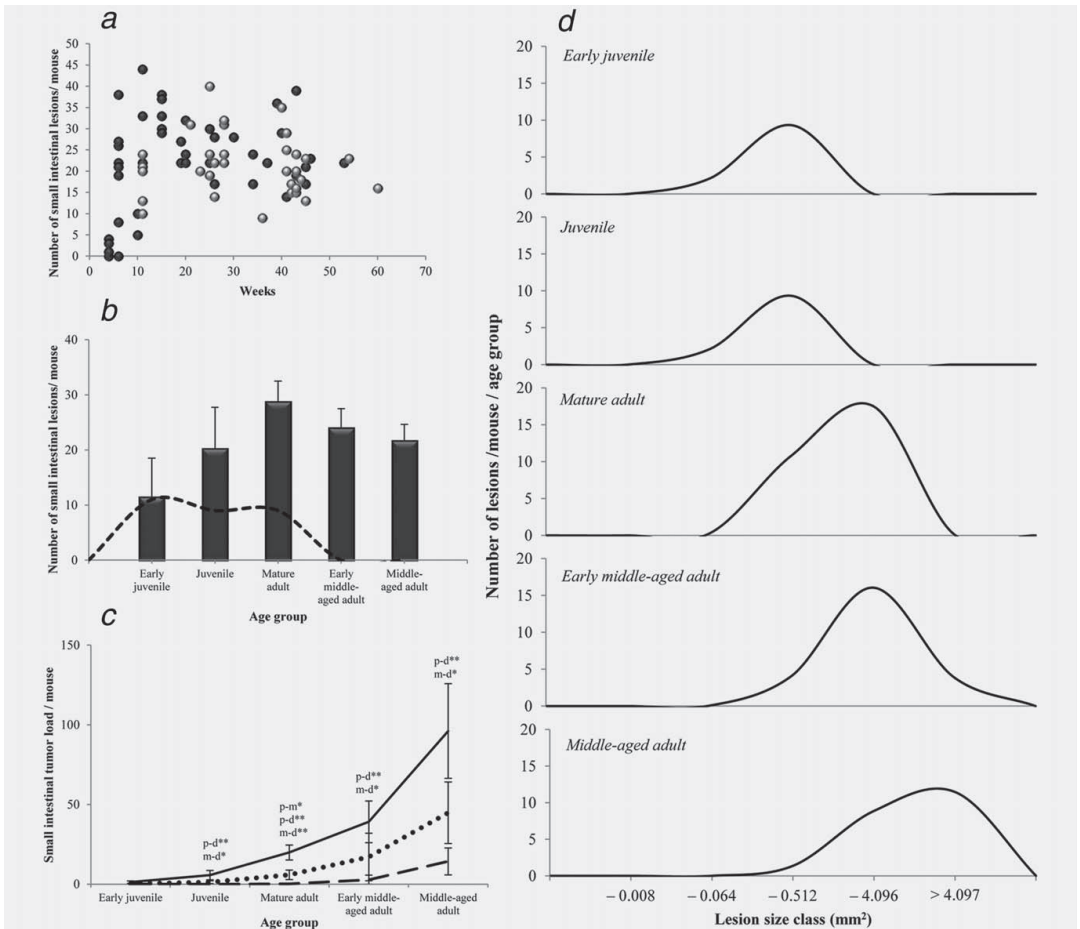 a
Number of small intestinal lesions/ mouse
50
45
40
35
30
25
20
15
10
5
0
0 10 20 30 40 50 60 70
Weeks
b
Number of small intestinal lesions/ mouse
40
30
20
10
0
Early juvenile
Juvenile
Mature adult
Early middle-aged adult
Middle-aged adult
Age group
c
Small intestinal tumor load / mouse
150
100
50
0
p-d**
m-d*
p-m*
p-d**
m-d**
p-d**
m-d*
p-d**
m-d*
Early juvenile
Juvenile
Mature adult
Early middle-aged adult
Middle-aged adult
Age group
d
Number of lesions /mouse / age group
Early juvenile
20
15
10
5
0
Juvenile
20
15
10
5
0
Mature adult
20
15
10
5
0
Early middle-aged adult
20
15
10
5
0
Middle-aged adult
20
15
10
5
0
– 0.008 – 0.064 – 0.512 – 4.096 > 4.097
Lesion size class (mm²)